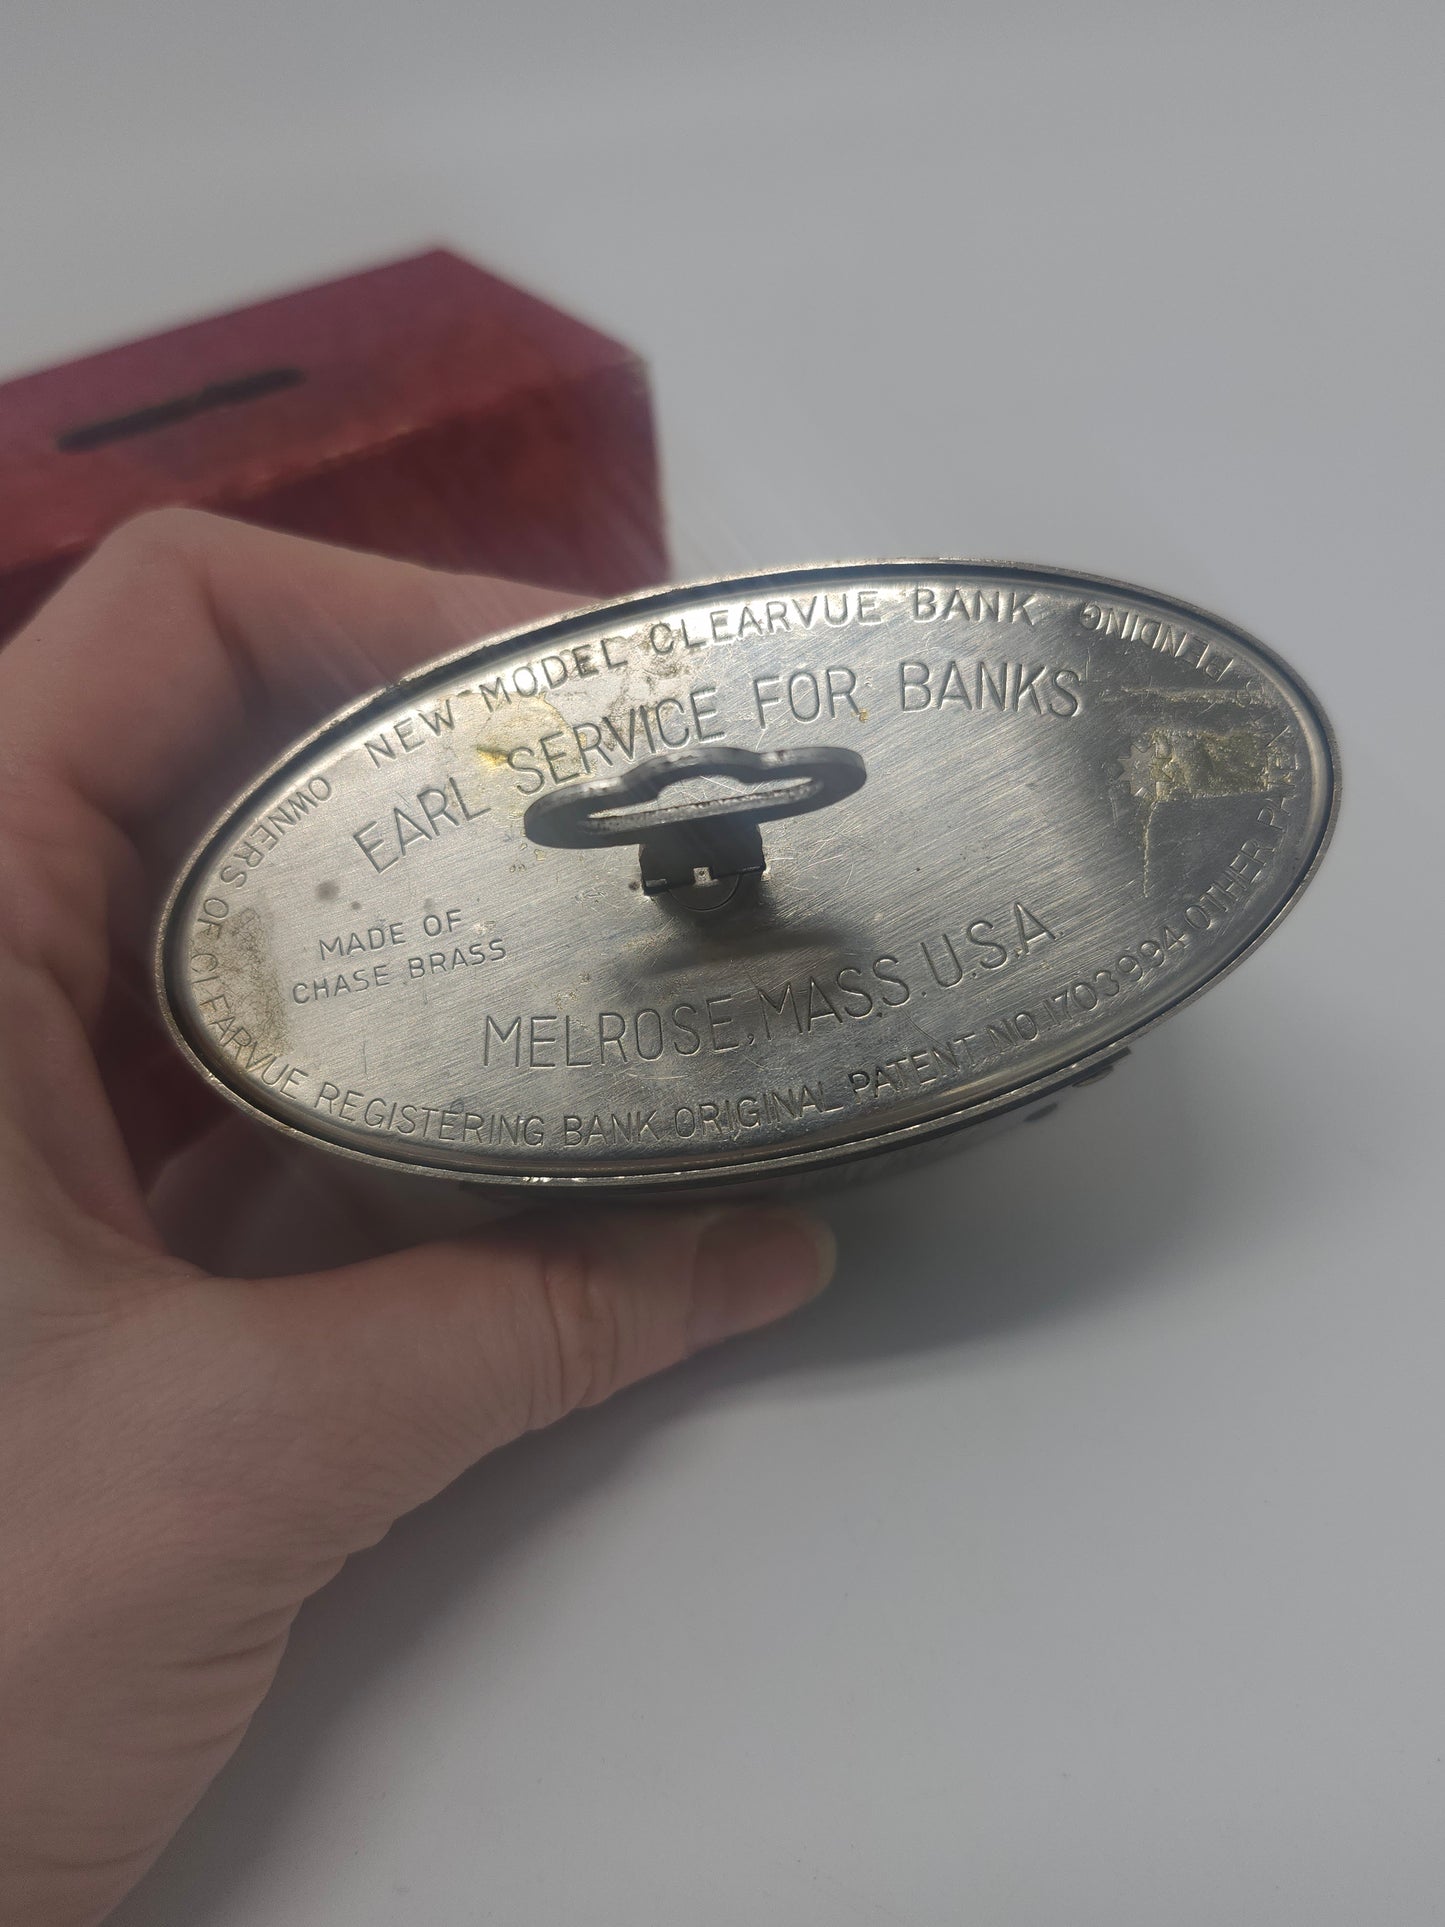 NEW MODEL CLEARVUE BANK
EARL SERVICE FOR BANKS
MADE OF
CHASE BRASS
MELROSE, MASS. U.S.A.
OWNERS OF CLEARVUE REGISTERING BANK ORIGINAL PATENT NO. 1703994 OTHER PATENTS PENDING